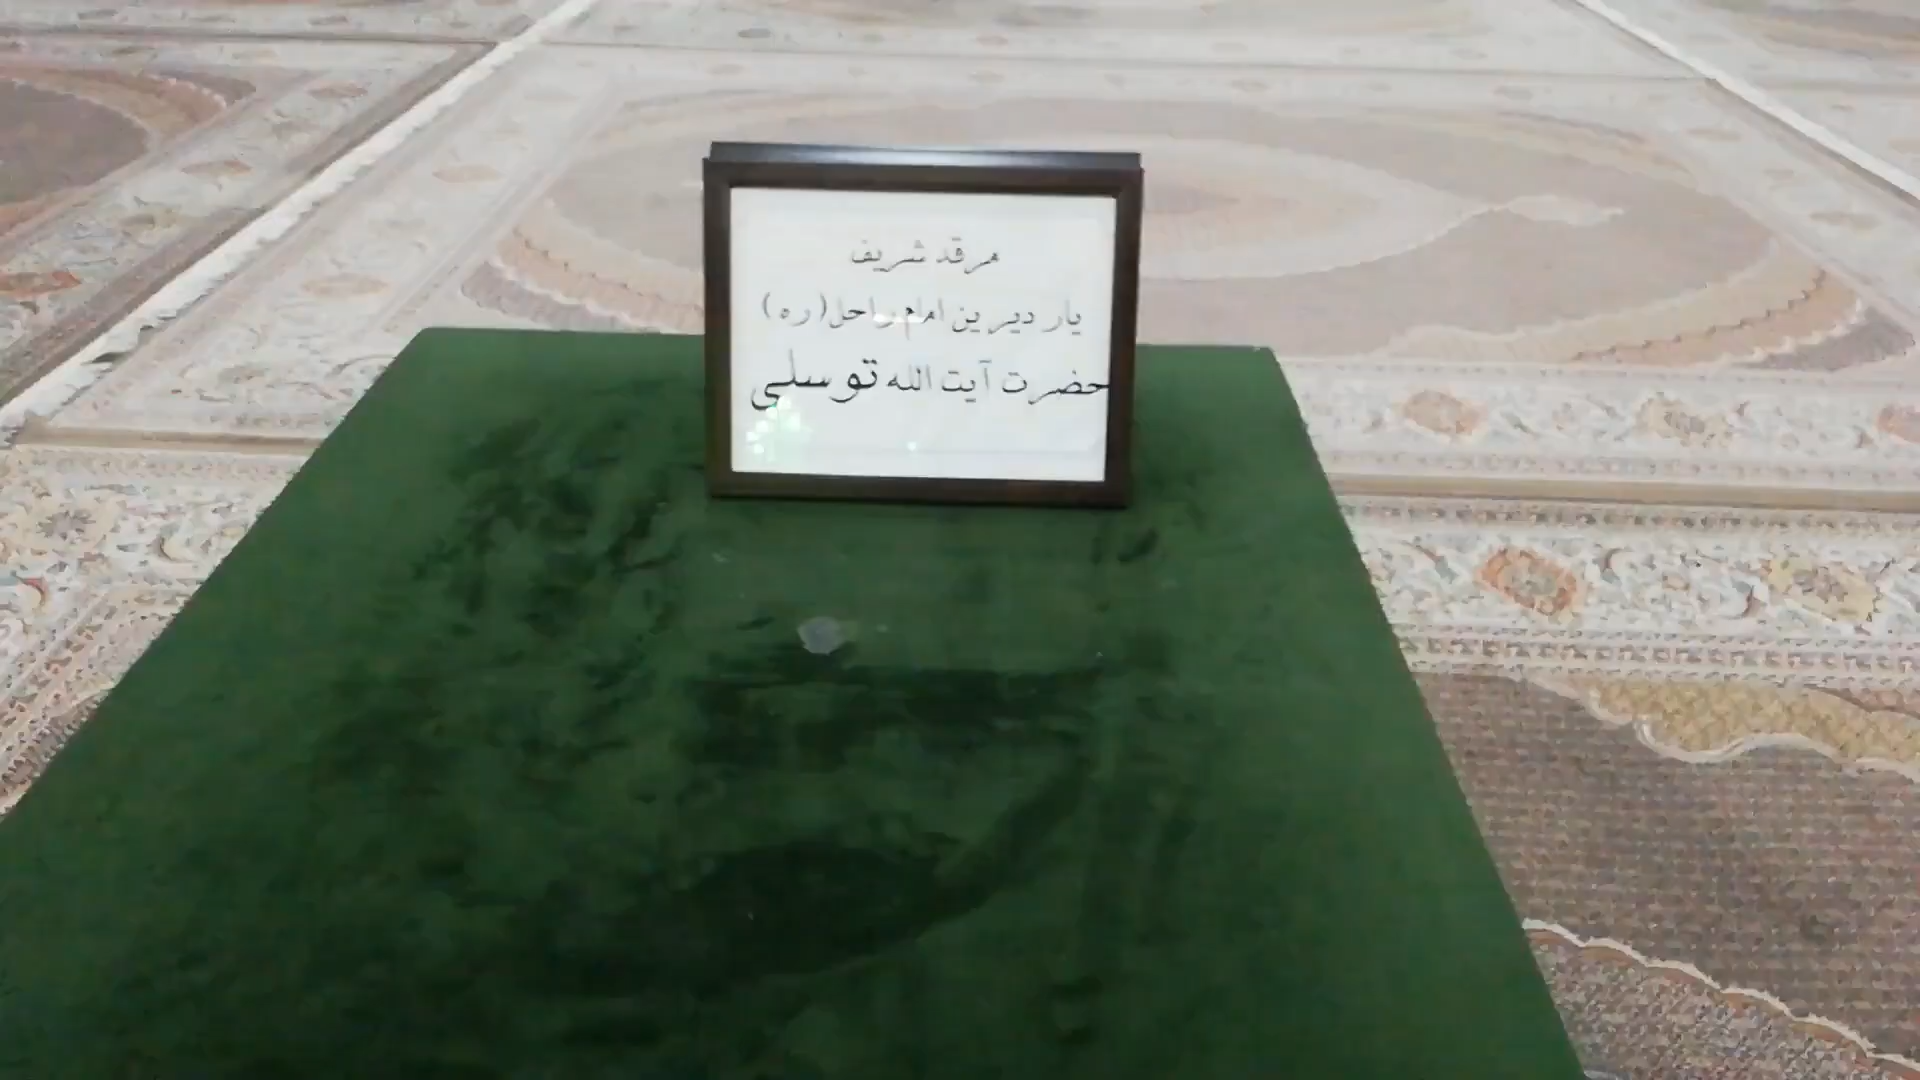 مرقد شریف
یار دیرین امام راحل(ره)
حضرت آیت الله توسلی